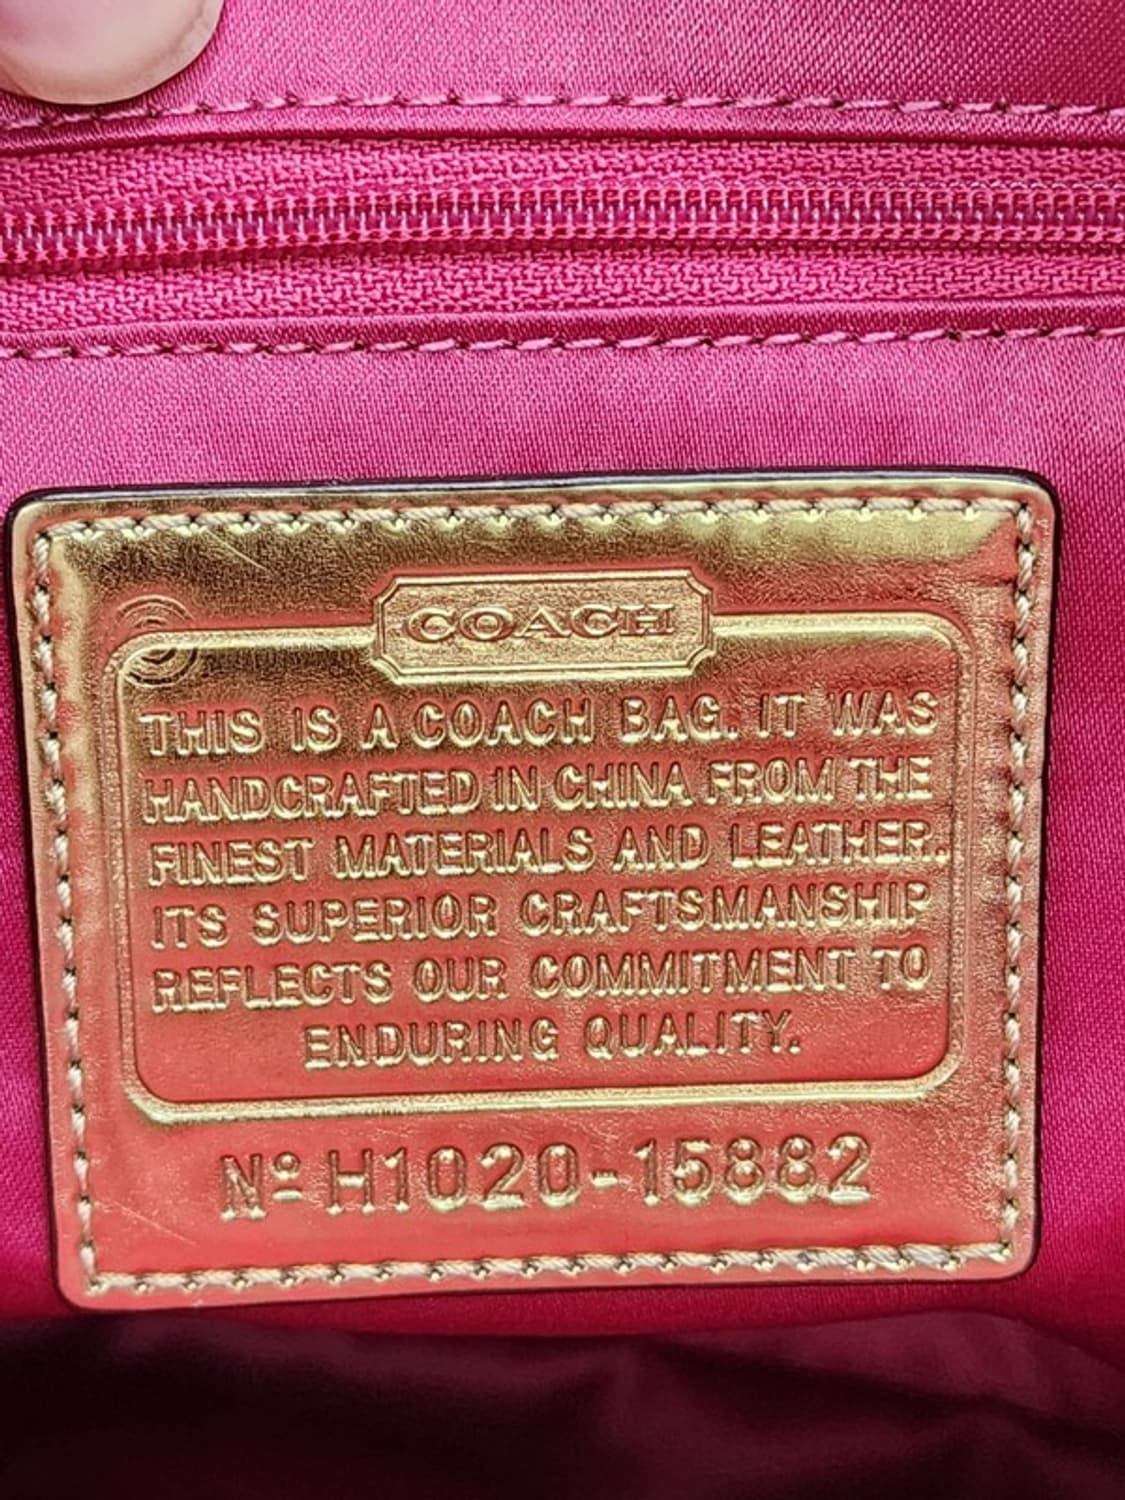 COACH
THIS IS A COACH BAG. IT WAS
HANDCRAFTED IN CHINA FROM THE
FINEST MATERIALS AND LEATHER.
ITS SUPERIOR CRAFTSMANSHIP
REFLECTS OUR COMMITMENT TO
ENDURING QUALITY.
Nº H1020-15882